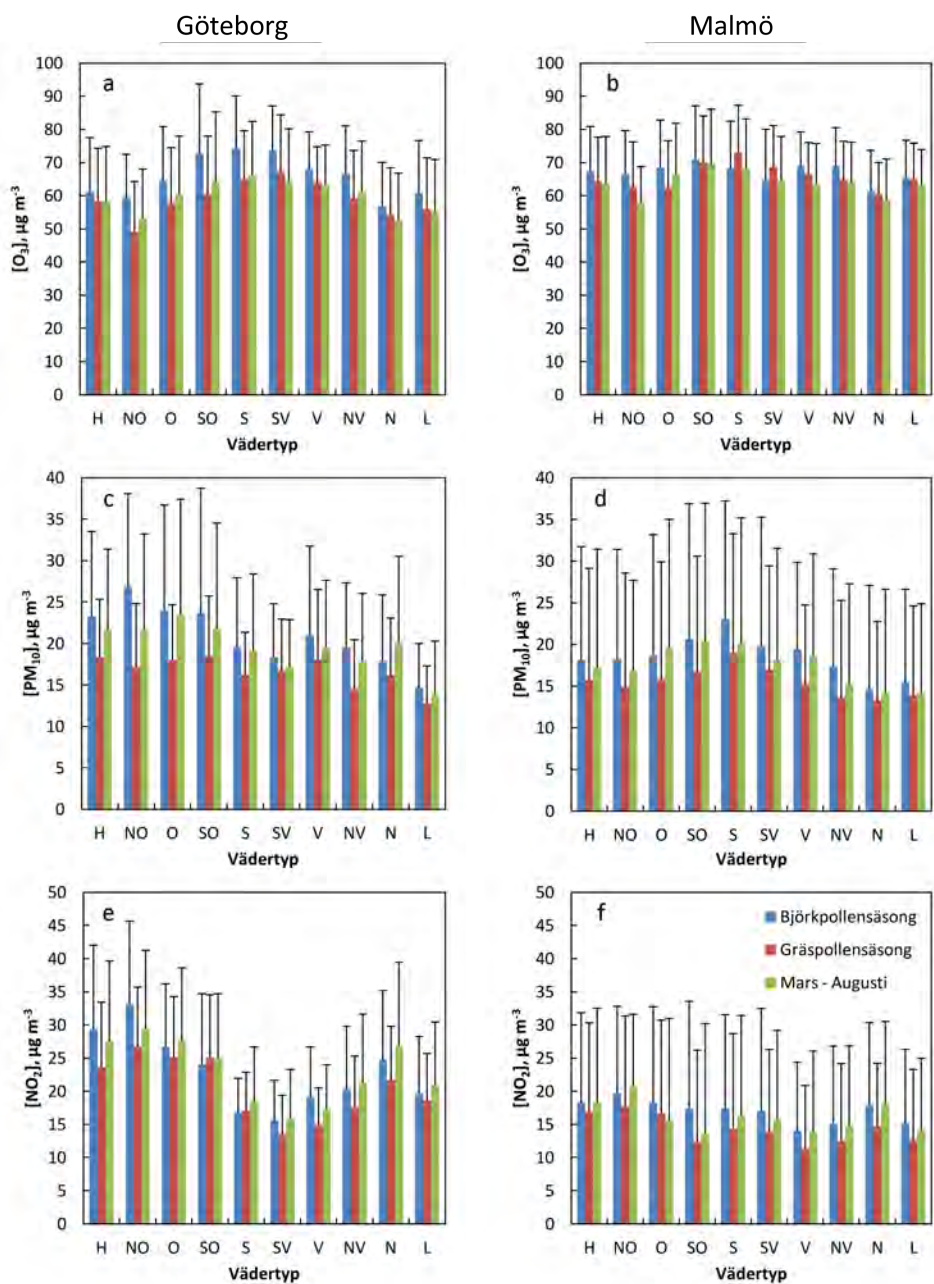 Göteborg
Malmö
a
100
90
80
70
60
50
40
30
20
10
0
[O3], µg m-3
H NO O SO S SV V NV N L
Vädertyp
b
100
90
80
70
60
50
40
30
20
10
0
[O3], µg m-3
H NO O SO S SV V NV N L
Vädertyp
c
40
35
30
25
20
15
10
5
0
[PM10], µg m-3
H NO O SO S SV V NV N L
Vädertyp
d
40
35
30
25
20
15
10
5
0
[PM10], µg m-3
H NO O SO S SV V NV N L
Vädertyp
e
50
45
40
35
30
25
20
15
10
5
0
[NO2], µg m-3
H NO O SO S SV V NV N L
Vädertyp
f
50
45
40
35
30
25
20
15
10
5
0
[NO2], µg m-3
Björkpollensäsong
Gräspollensäsong
Mars - Augusti
H NO O SO S SV V NV N L
Vädertyp